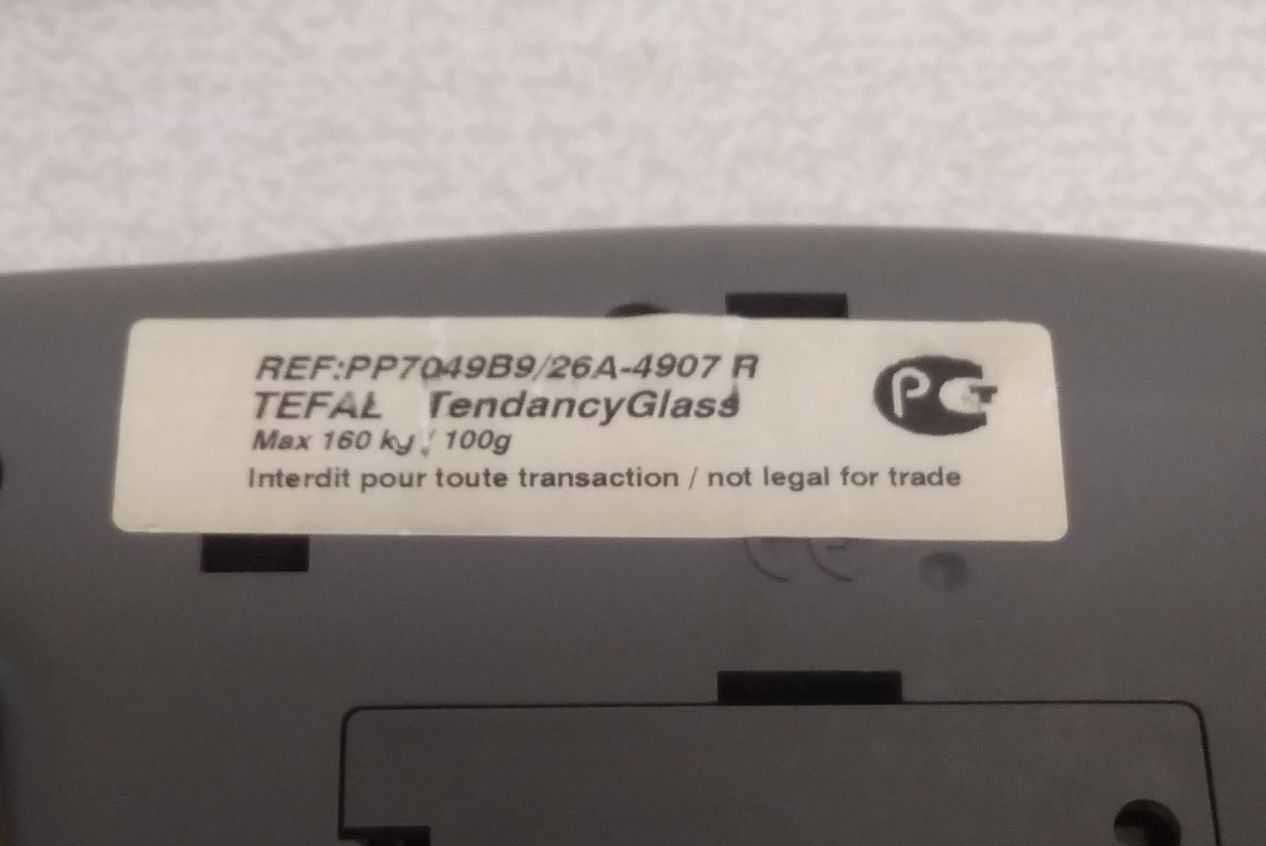 REF:PP7049B9/26A-4907 R
TEFAL TendancyGlass
Max 160 kg / 100g
Interdit pour toute transaction / not legal for trade
РСТ
CE